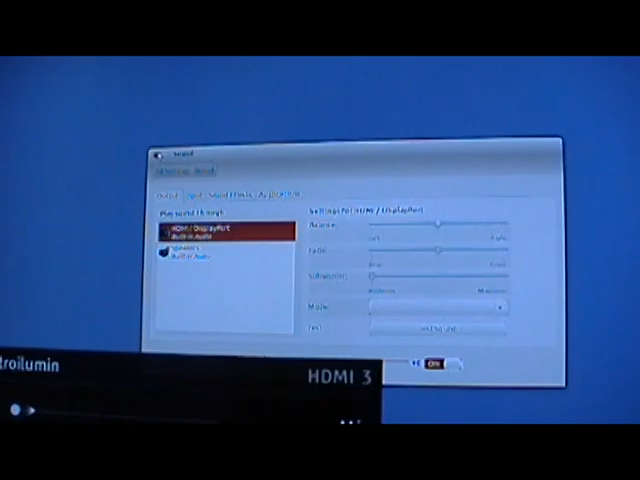 Sound
Output Input Sound Effects Applications
Play sound through
Settings for HDMI / DisplayPort
HDMI / DisplayPort
Built-in Audio
Balance:
Left Right
Speakers
Built-in Audio
Fade:
Rear Front
Subwoofer:
Minimum Maximum
Mode:
Test:
Test Sound
ON
troilumin
HDMI 3